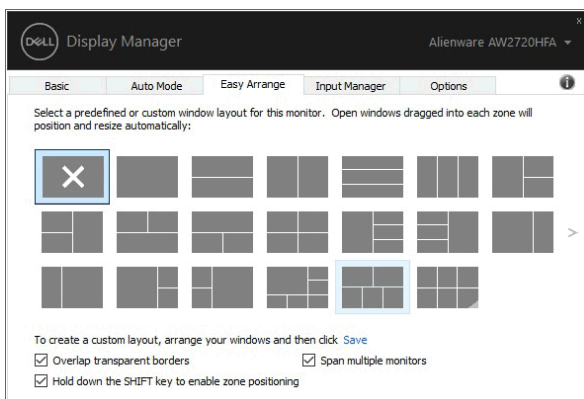 DELL Display Manager Alienware AW2720HFA
x
Basic Auto Mode Easy Arrange Input Manager Options i
Select a predefined or custom window layout for this monitor. Open windows dragged into each zone will
position and resize automatically:
>
To create a custom layout, arrange your windows and then click Save
Overlap transparent borders Span multiple monitors
Hold down the SHIFT key to enable zone positioning